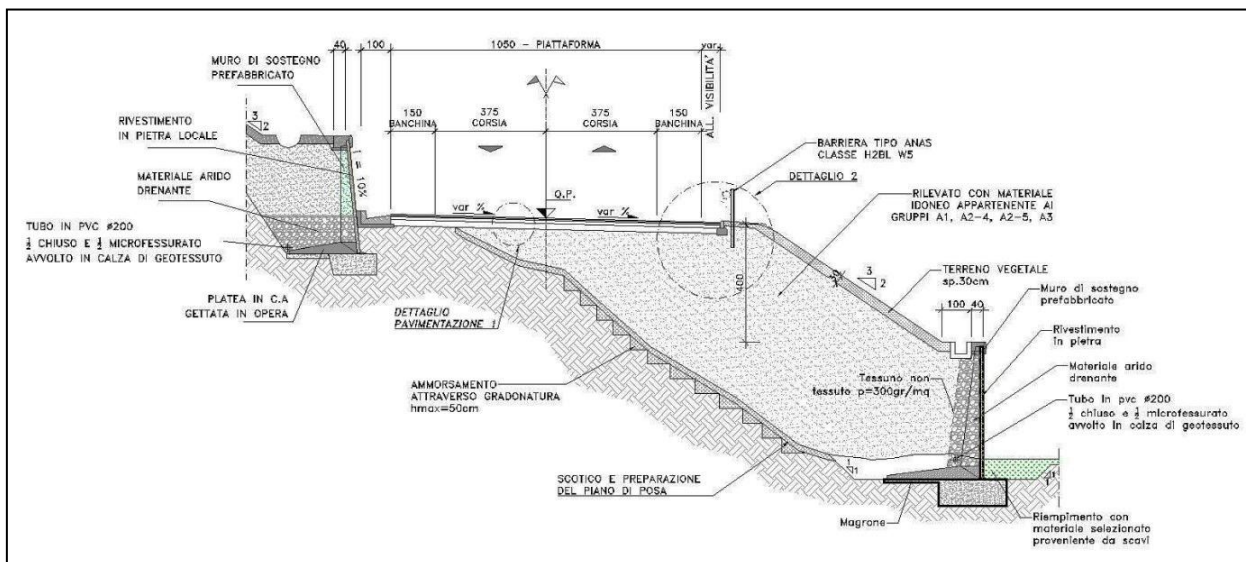 40
100
1050 - PIATTAFORMA
var.
MURO DI SOSTEGNO
PREFABBRICATO
ALL. VISIBILITA'
3
2
RIVESTIMENTO
IN PIETRA LOCALE
150
BANCHINA
375
CORSIA
375
CORSIA
150
BANCHINA
BARRIERA TIPO ANAS
CLASSE H2BL W5
DETTAGLIO 2
I = 10%
MATERIALE ARIDO
DRENANTE
RILEVATO CON MATERIALE
IDONEO APPARTENENTE AI
GRUPPI A1, A2-4, A2-5, A3
Q.P.
var %
var %
TUBO IN PVC ø200
½ CHIUSO E ½ MICROFESSURATO
AVVOLTO IN CALZA DI GEOTESSUTO
400
30
3
2
TERRENO VEGETALE
sp.30cm
PLATEA IN C.A
GETTATA IN OPERA
DETTAGLIO
PAVIMENTAZIONE 1
100
40
Muro di sostegno
prefabbricato
Rivestimento
in pietra
AMMORSAMENTO
ATTRAVERSO GRADONATURA
hmax=50cm
Tessuno non
tessuto p=300gr/mq
Materiale arido
drenante
Tubo in pvc ø200
½ chiuso e ½ microfessurato
avvolto in calza di geotessuto
SCOTICO E PREPARAZIONE
DEL PIANO DI POSA
1
1
1
1
Magrone
Riempimento con
materiale selezionato
proveniente da scavi